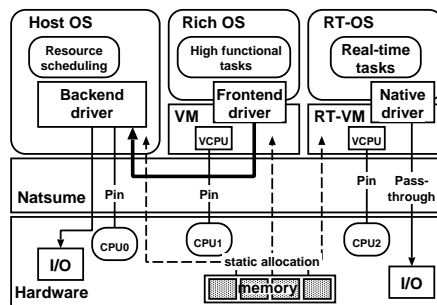 Host OS
Resource
scheduling
Backend
driver
Rich OS
High functional
tasks
Frontend
driver
VM
VCPU
RT-OS
Real-time
tasks
Native
driver
RT-VM
VCPU
Natsume
Pin
Pin
Pin
Pass-
through
CPU0
CPU1
CPU2
static allocation
I/O
memory
I/O
Hardware